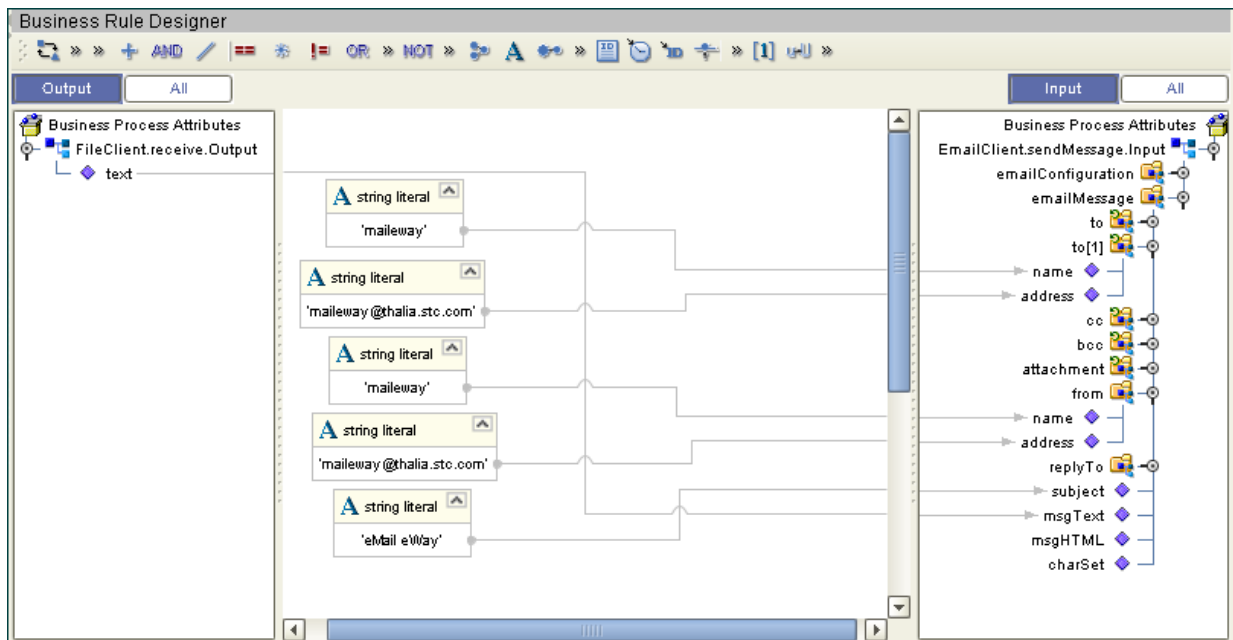 Business Rule Designer
» » AND == != OR » NOT » A » ID ID » [1] »
Output All Input All
Business Process Attributes
FileClient.receive.Output
text
A string literal
'maileway'
A string literal
'maileway@thalia.stc.com'
A string literal
'maileway'
A string literal
'maileway@thalia.stc.com'
A string literal
'eMail eWay'
Business Process Attributes
EmailClient.sendMessage.Input
emailConfiguration
emailMessage
to
to[1]
name
address
cc
bcc
attachment
from
name
address
replyTo
subject
msgText
msgHTML
charSet